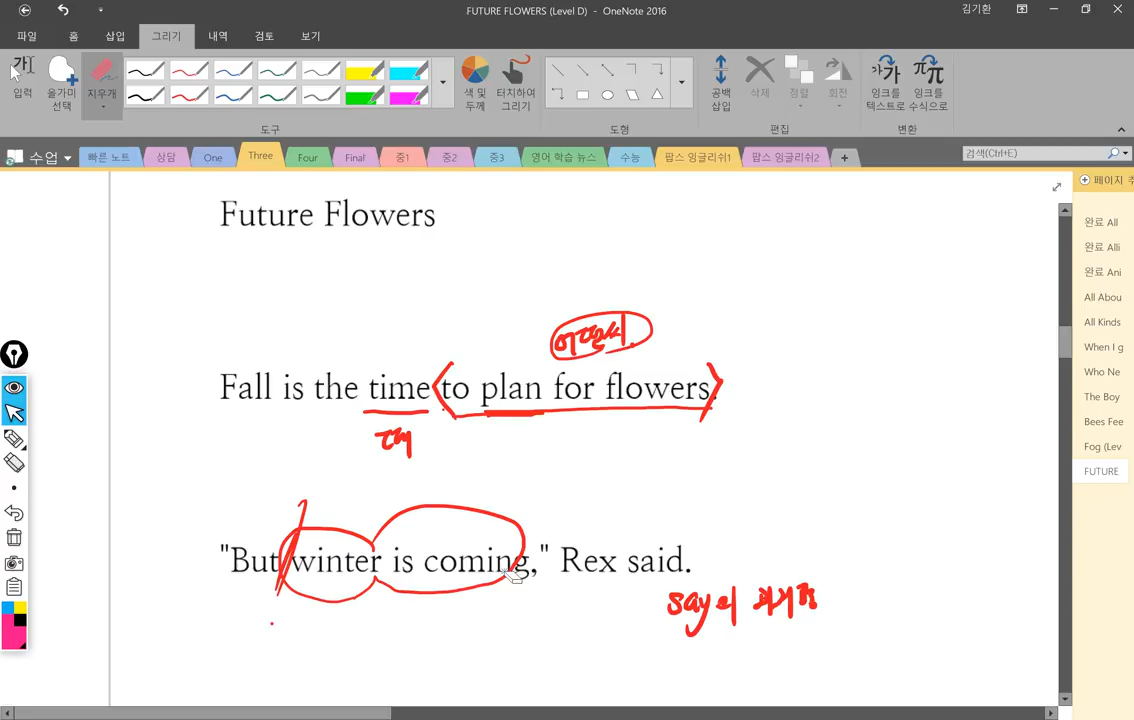 FUTURE FLOWERS (Level D) - OneNote 2016
김기환
파일 홈 삽입 그리기 내역 검토 보기
입력 올가미 선택 지우개 색 및 두께 터치하여 그리기 공백 삽입 삭제 정렬 회전 잉크를 텍스트로 잉크를 수식으로
도구 도형 편집 변환
수업 빠른 노트 상담 One Three Four Final 중1 중2 중3 영어 학습 뉴스 수능 팝스 잉글리쉬1 팝스 잉글리쉬2 검색(Ctrl+E)
페이지 추
Future Flowers
Fall is the time to plan for flowers.
"But winter is coming," Rex said.
say의 과거형
완료 All
완료 Alli
완료 Ani
All Abou
All Kinds
When I g
Who Ne
The Boy
Bees Fee
Fog (Lev
FUTURE